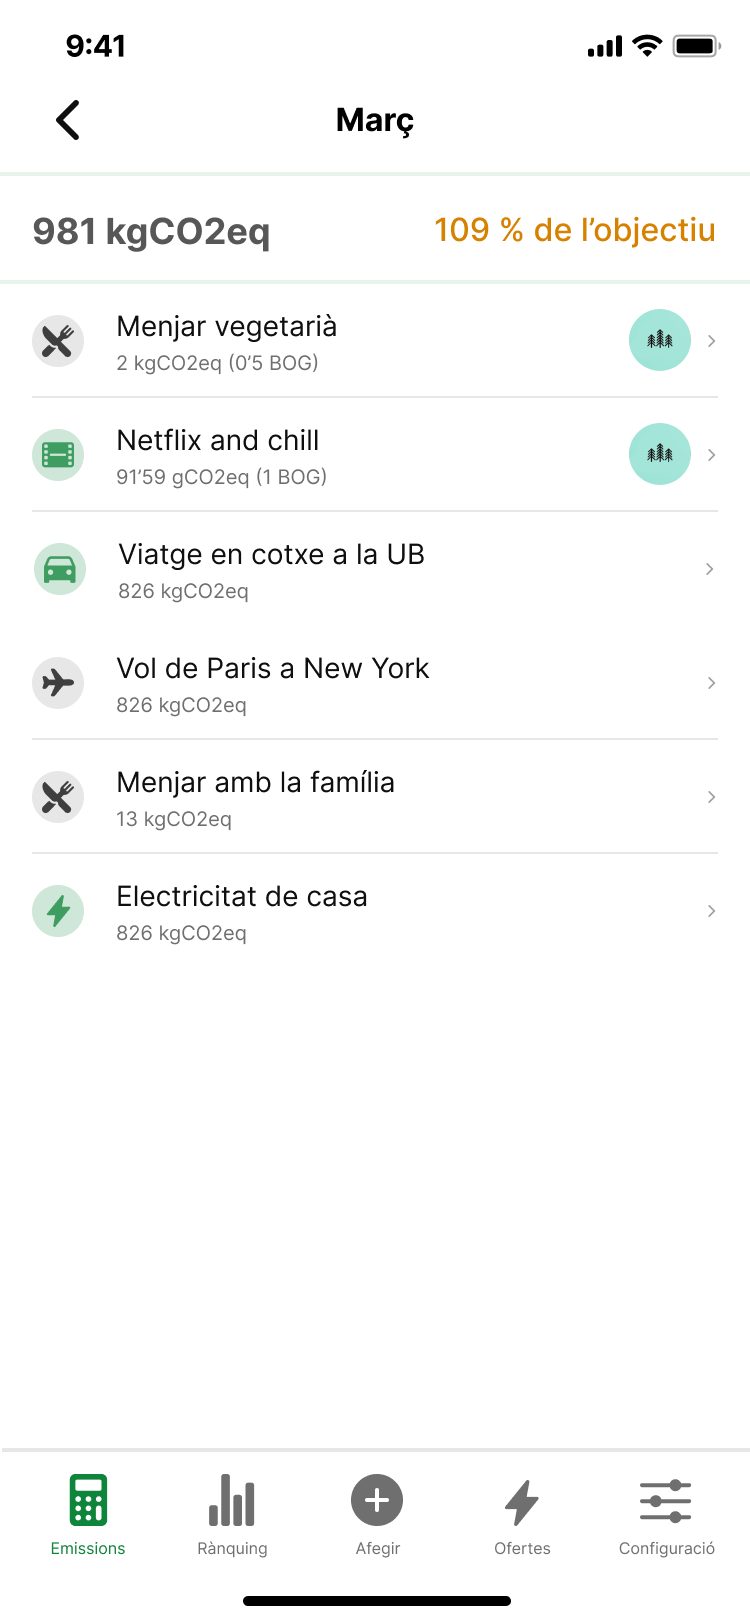 9:41
Març
981 kgCO2eq
109 % de l’objectiu
Menjar vegetarià
2 kgCO2eq (0’5 BOG)
Netflix and chill
91’59 gCO2eq (1 BOG)
Viatge en cotxe a la UB
826 kgCO2eq
Vol de Paris a New York
826 kgCO2eq
Menjar amb la família
13 kgCO2eq
Electricitat de casa
826 kgCO2eq
Emissions
Rànquing
Afegir
Ofertes
Configuració